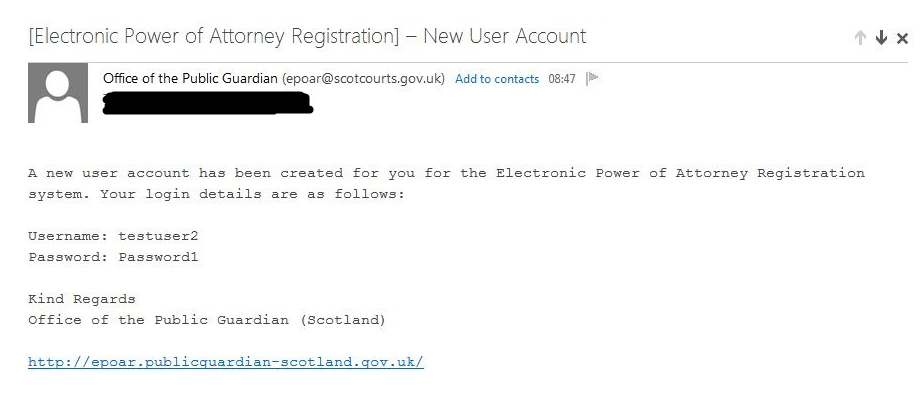 [Electronic Power of Attorney Registration] – New User Account
Office of the Public Guardian (epoar@scotcourts.gov.uk) Add to contacts 08:47
A new user account has been created for you for the Electronic Power of Attorney Registration
system. Your login details are as follows:
Username: testuser2
Password: Password1
Kind Regards
Office of the Public Guardian (Scotland)
http://epoar.publicguardian-scotland.gov.uk/